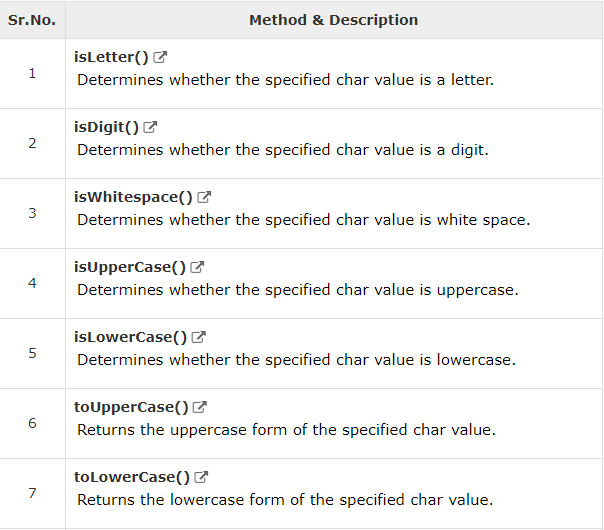 Sr.No. Method & Description
1 isLetter()
Determines whether the specified char value is a letter.
2 isDigit()
Determines whether the specified char value is a digit.
3 isWhitespace()
Determines whether the specified char value is white space.
4 isUpperCase()
Determines whether the specified char value is uppercase.
5 isLowerCase()
Determines whether the specified char value is lowercase.
6 toUpperCase()
Returns the uppercase form of the specified char value.
7 toLowerCase()
Returns the lowercase form of the specified char value.